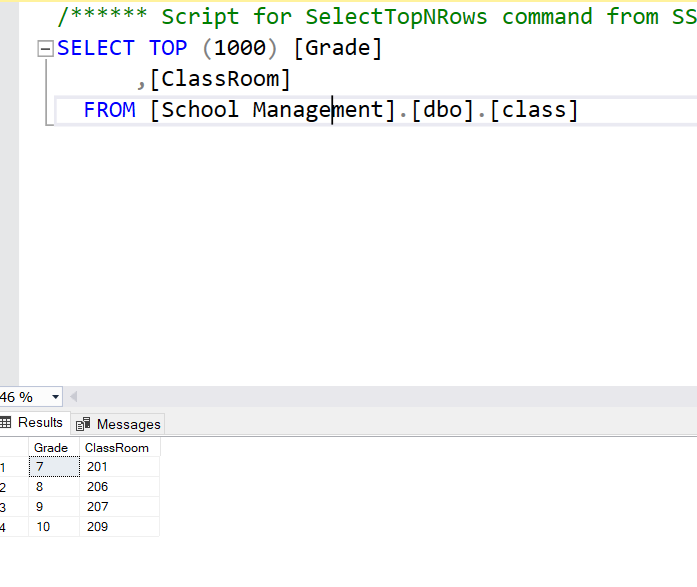 /****** Script for SelectTopNRows command from SS
SELECT TOP (1000) [Grade]
,[ClassRoom]
FROM [School Management].[dbo].[class]
46 %
Results Messages
Grade ClassRoom
1 7 201
2 8 206
3 9 207
4 10 209